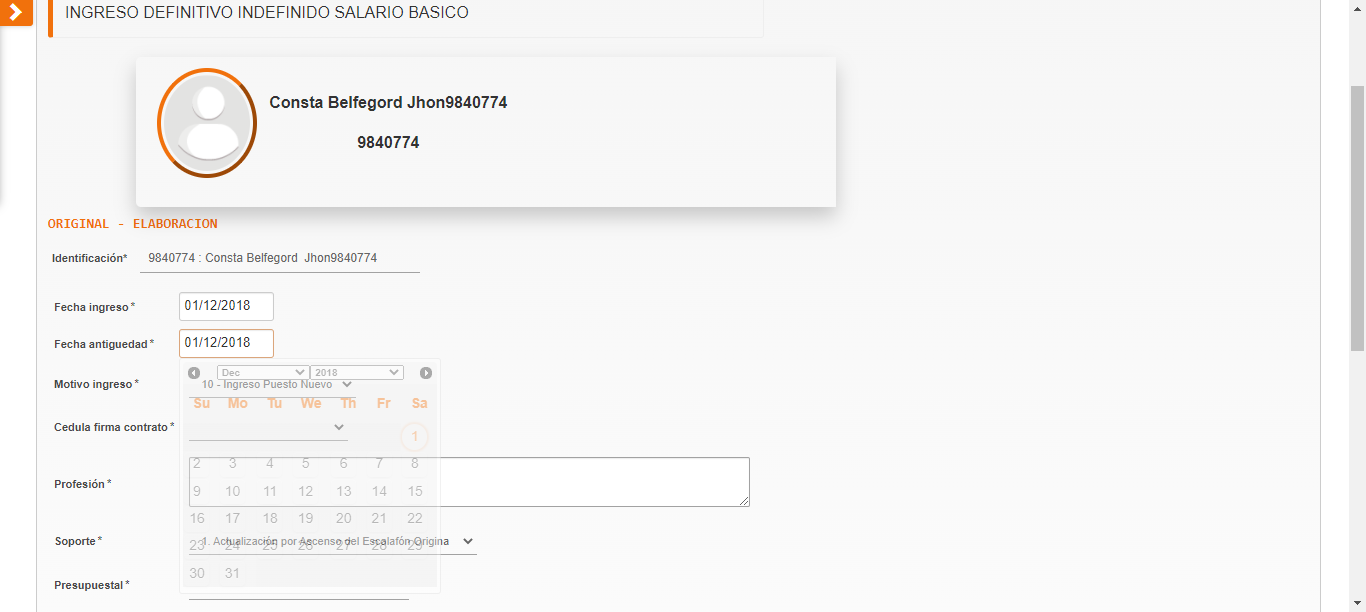 INGRESO DEFINITIVO INDEFINIDO SALARIO BASICO
Consta Belfegord Jhon9840774
9840774
ORIGINAL - ELABORACION
Identificación* 9840774 : Consta Belfegord Jhon9840774
Fecha ingreso* 01/12/2018
Fecha antiguedad* 01/12/2018
Dec 2018
Motivo ingreso* 10 - Ingreso Puesto Nuevo
Su Mo Tu We Th Fr Sa
Cedula firma contrato*
1
2 3 4 5 6 7 8
Profesión*
9 10 11 12 13 14 15
16 17 18 19 20 21 22
Soporte* 1. Actualización por Ascenso del Escalafón Origina
23 24 25 26 27 28 29
30 31
Presupuestal*